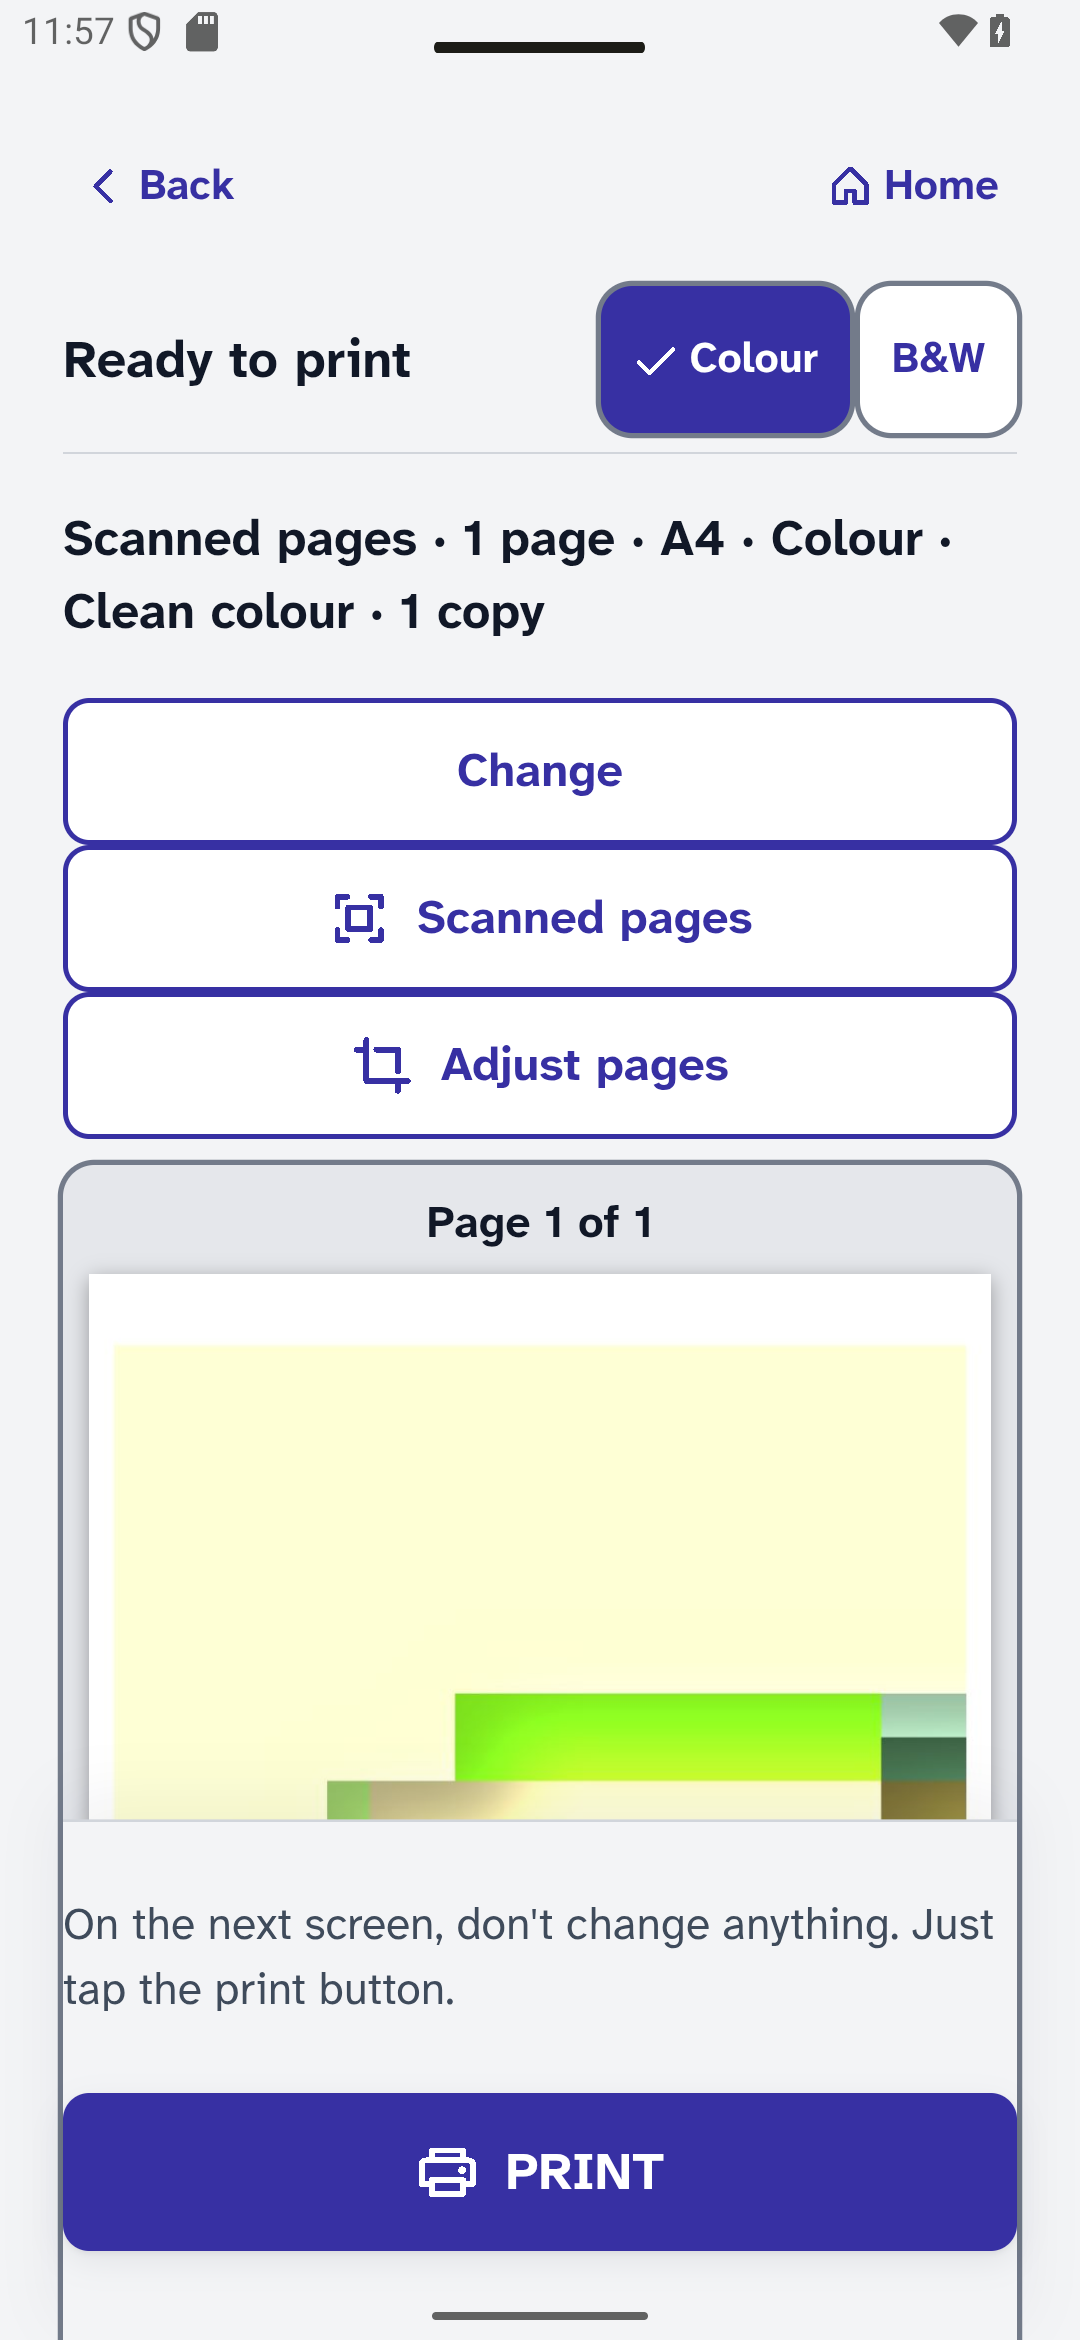 11:57
Back
Home
Ready to print
Colour
B&W
Scanned pages · 1 page · A4 · Colour ·
Clean colour · 1 copy
Change
Scanned pages
Adjust pages
Page 1 of 1
On the next screen, don't change anything. Just
tap the print button.
PRINT